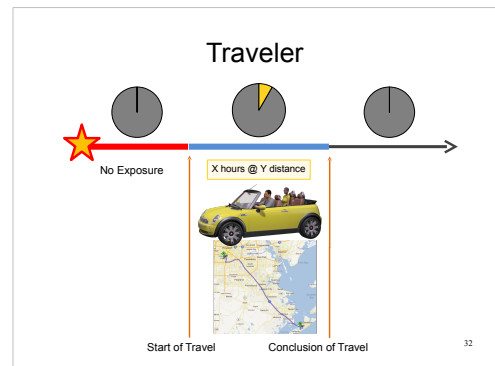 Traveler
No Exposure
X hours @ Y distance
Start of Travel
Conclusion of Travel
32